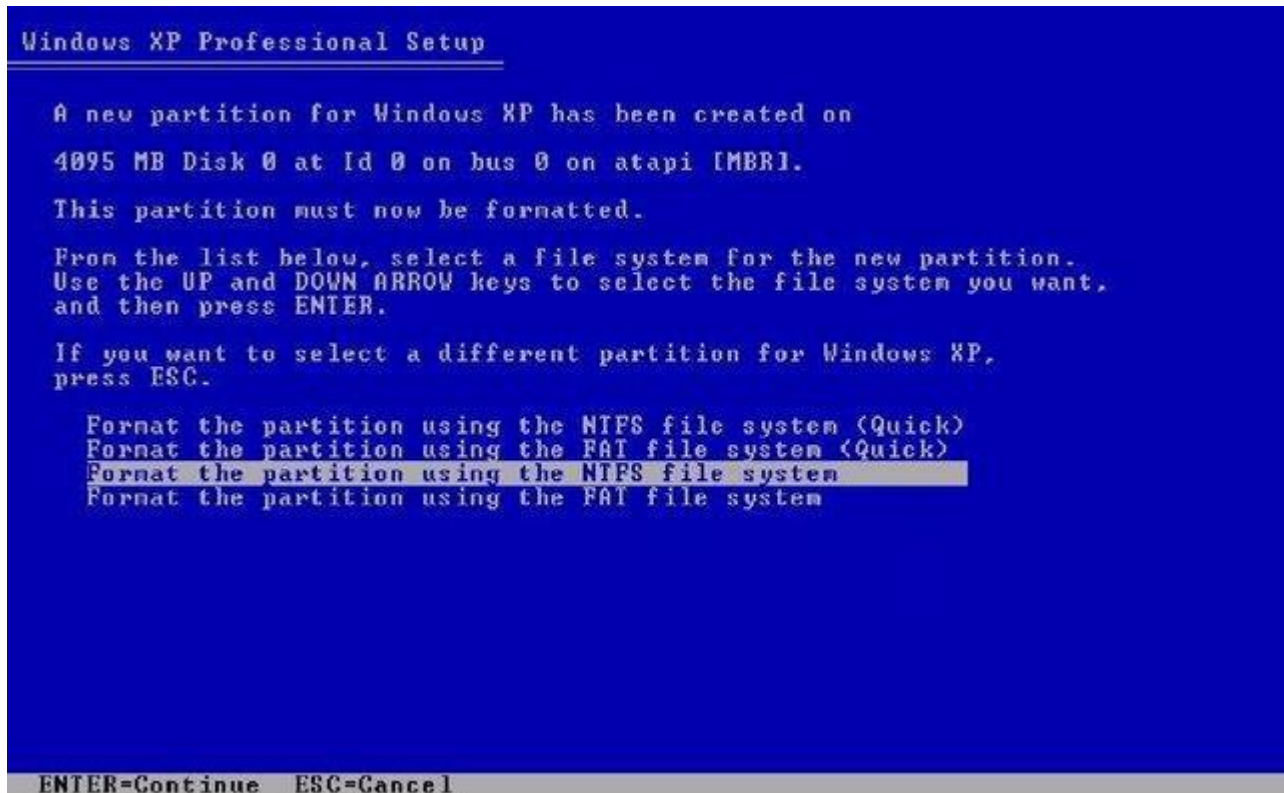 Windows XP Professional Setup
A new partition for Windows XP has been created on
4095 MB Disk 0 at Id 0 on bus 0 on atapi [MBR].
This partition must now be formatted.
From the list below, select a file system for the new partition.
Use the UP and DOWN ARROW keys to select the file system you want,
and then press ENTER.
If you want to select a different partition for Windows XP,
press ESC.
Format the partition using the NTFS file system (Quick)
Format the partition using the FAT file system (Quick)
Format the partition using the NTFS file system
Format the partition using the FAT file system
ENTER=Continue ESC=Cancel